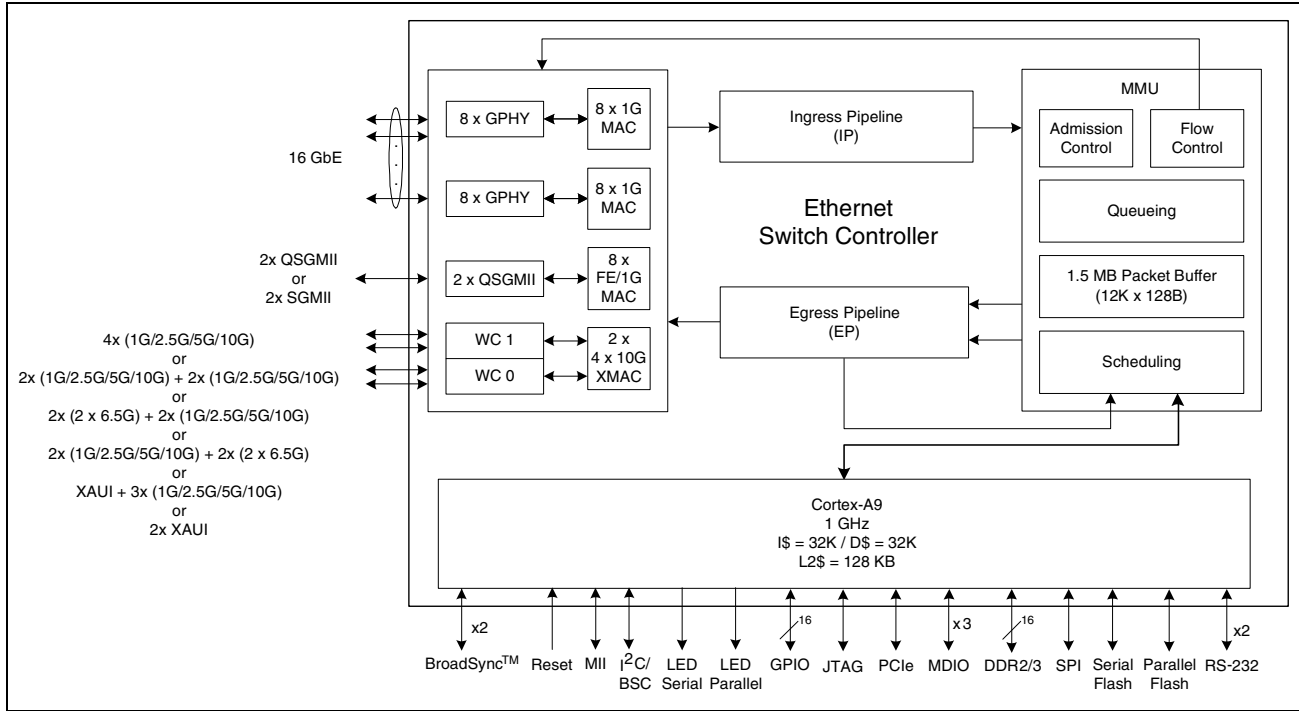 16 GbE
2x QSGMII
or
2x SGMII
4x (1G/2.5G/5G/10G)
or
2x (1G/2.5G/5G/10G) + 2x (1G/2.5G/5G/10G)
or
2x (2 x 6.5G) + 2x (1G/2.5G/5G/10G)
or
2x (1G/2.5G/5G/10G) + 2x (2 x 6.5G)
or
XAUI + 3x (1G/2.5G/5G/10G)
or
2x XAUI
8 x GPHY
8 x 1G
MAC
8 x GPHY
8 x 1G
MAC
2 x QSGMII
8 x
FE/1G
MAC
WC 1
WC 0
2 x
4 x 10G
XMAC
Ingress Pipeline
(IP)
Ethernet
Switch Controller
Egress Pipeline
(EP)
MMU
Admission
Control
Flow
Control
Queueing
1.5 MB Packet Buffer
(12K x 128B)
Scheduling
Cortex-A9
1 GHz
I$ = 32K / D$ = 32K
L2$ = 128 KB
x2
16
x3
16
x2
BroadSync™
Reset
MII
I²C/
BSC
LED
Serial
LED
Parallel
GPIO
JTAG
PCIe
MDIO
DDR2/3
SPI
Serial
Flash
Parallel
Flash
RS-232